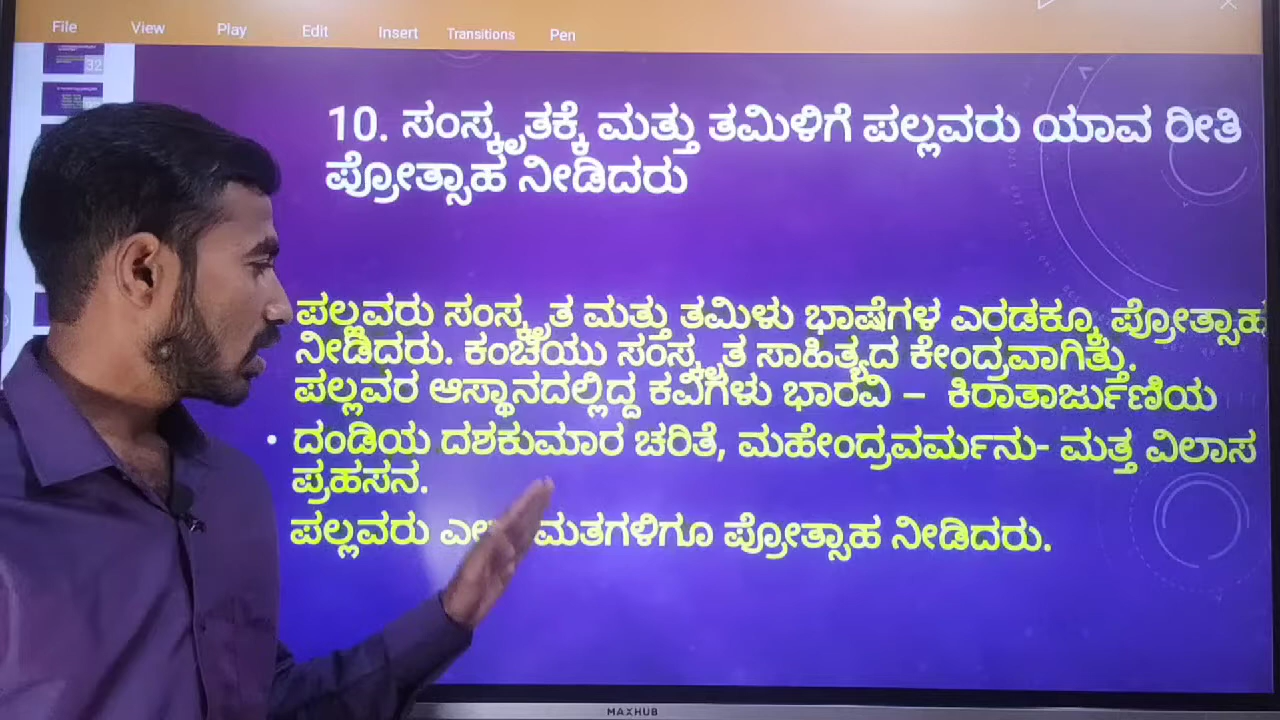 File View Play Edit Insert Transitions Pen
32
10. ಸಂಸ್ಕೃತಕ್ಕೆ ಮತ್ತು ತಮಿಳಿಗೆ ಪಲ್ಲವರು ಯಾವ ರೀತಿ
ಪ್ರೋತ್ಸಾಹ ನೀಡಿದರು
ಪಲ್ಲವರು ಸಂಸ್ಕೃತ ಮತ್ತು ತಮಿಳು ಭಾಷೆಗಳ ಎರಡಕ್ಕೂ ಪ್ರೋತ್ಸಾಹ
ನೀಡಿದರು. ಕಂಚಿಯು ಸಂಸ್ಕೃತ ಸಾಹಿತ್ಯದ ಕೇಂದ್ರವಾಗಿತ್ತು.
ಪಲ್ಲವರ ಆಸ್ಥಾನದಲ್ಲಿದ್ದ ಕವಿಗಳು ಭಾರವಿ – ಕಿರಾತಾರ್ಜುಣಿಯ
• ದಂಡಿಯ ದಶಕುಮಾರ ಚರಿತೆ, ಮಹೇಂದ್ರವರ್ಮನು- ಮತ್ತ ವಿಲಾಸ
ಪ್ರಹಸನ.
ಪಲ್ಲವರು ಮತಗಳಿಗೂ ಪ್ರೋತ್ಸಾಹ ನೀಡಿದರು.
MAXHUB